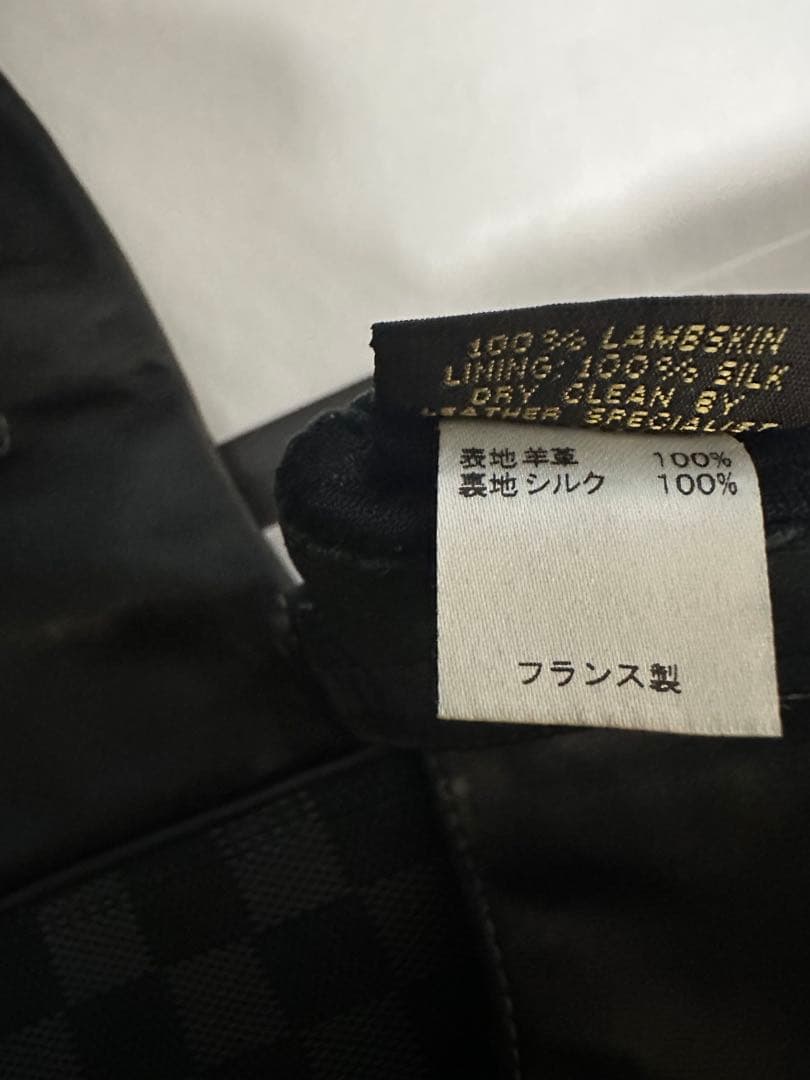 100% LAMBSKIN
LINING: 100% SILK
DRY CLEAN BY
LEATHER SPECIALIST
表地 羊革 100%
裏地 シルク 100%
フランス製